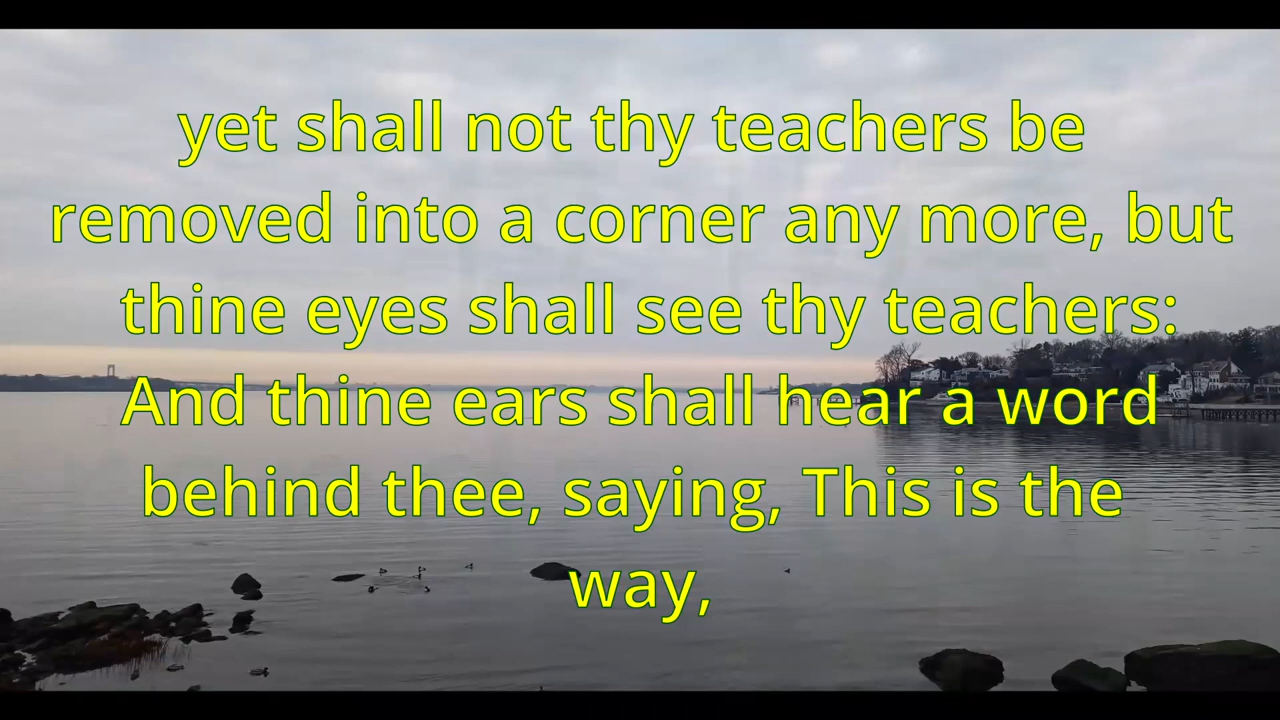 yet shall not thy teachers be
removed into a corner any more, but
thine eyes shall see thy teachers:
And thine ears shall hear a word
behind thee, saying, This is the
way,